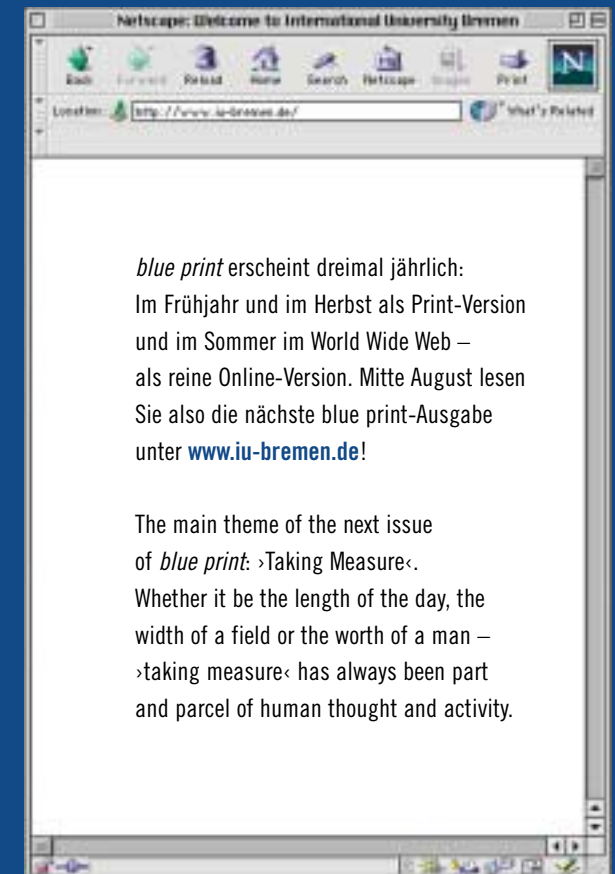 Netscape: Welcome to International University Bremen
Back Forward Reload Home Search Netscape Images Print N
Location: http://www.iu-bremen.de/ What's Related
blue print erscheint dreimal jährlich:
Im Frühjahr und im Herbst als Print-Version
und im Sommer im World Wide Web –
als reine Online-Version. Mitte August lesen
Sie also die nächste blue print-Ausgabe
unter www.iu-bremen.de!
The main theme of the next issue
of blue print: ›Taking Measure‹.
Whether it be the length of the day, the
width of a field or the worth of a man –
›taking measure‹ has always been part
and parcel of human thought and activity.